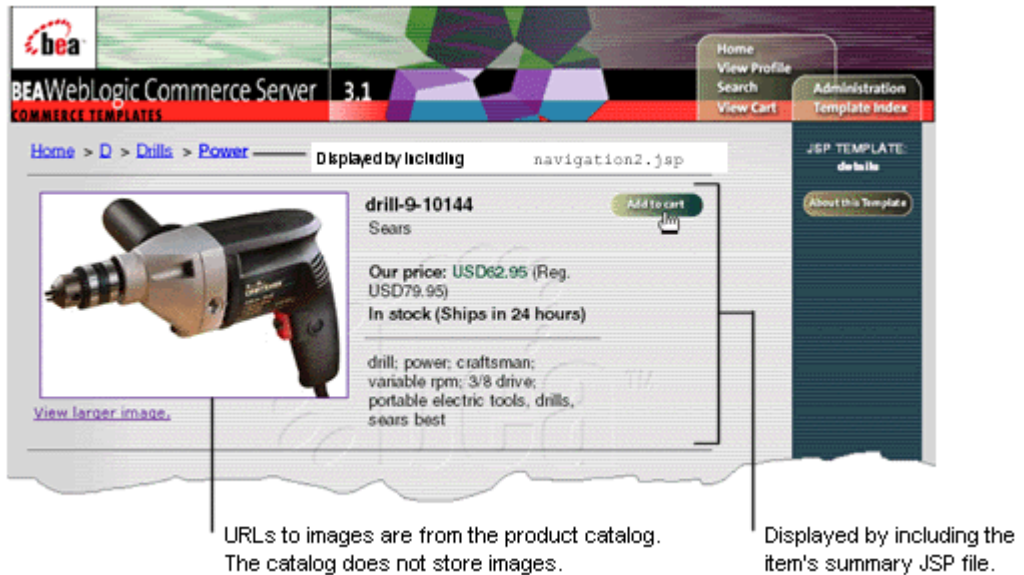 bea
BEAWebLogic Commerce Server 3.1
COMMERCE TEMPLATES
Home
View Profile
Search
View Cart
Administration
Template Index
Home > D > Drills > Power
Displayed by Including navigation2.jsp
JSP TEMPLATE:
details
About this Template
drill-9-10144
Add to cart
Sears
Our price: USD62.95 (Reg.
USD79.95)
In stock (Ships in 24 hours)
drill; power; craftsman;
variable rpm; 3/8 drive;
portable electric tools, drills,
sears best
View larger image.
URLs to images are from the product catalog.
The catalog does not store images.
Displayed by including the
item's summary JSP file.